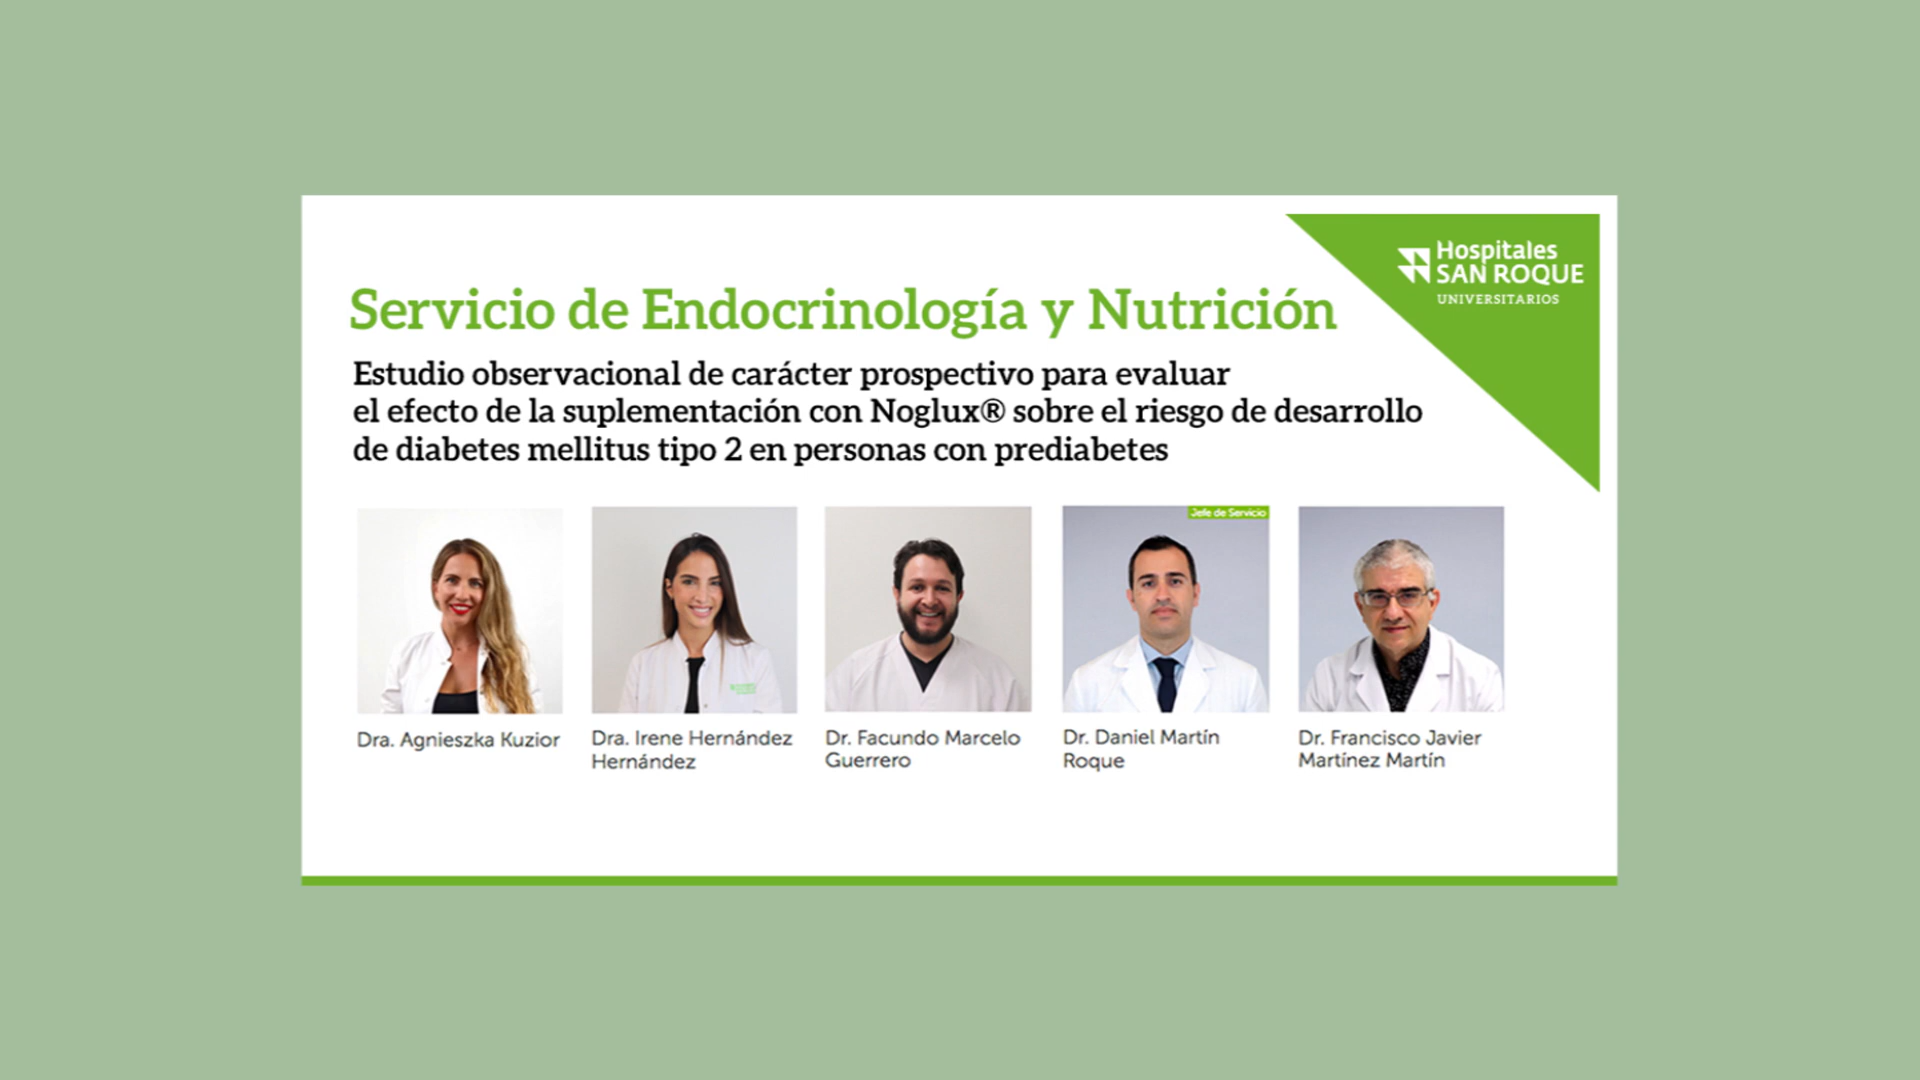 Hospitales
SAN ROQUE
UNIVERSITARIOS
Servicio de Endocrinología y Nutrición
Estudio observacional de carácter prospectivo para evaluar
el efecto de la suplementación con Noglux® sobre el riesgo de desarrollo
de diabetes mellitus tipo 2 en personas con prediabetes
Jefe de Servicio
Dra. Agnieszka Kuzior
Dra. Irene Hernández
Hernández
Dr. Facundo Marcelo
Guerrero
Dr. Daniel Martín
Roque
Dr. Francisco Javier
Martínez Martín